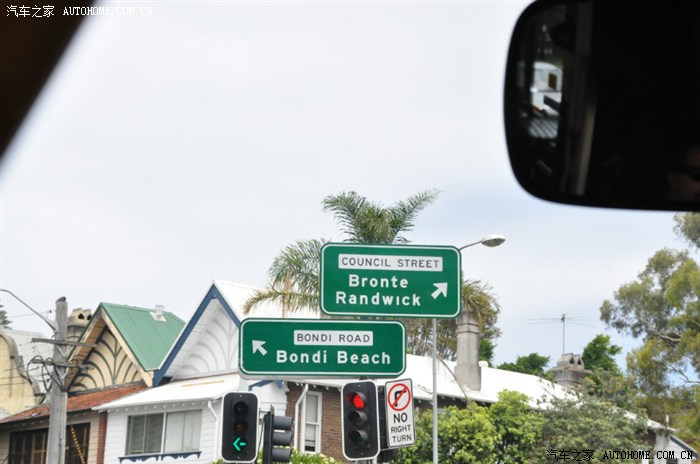 汽车之家 AUTOHOME.COM.CN
COUNCIL STREET
Bronte
Randwick
BONDI ROAD
Bondi Beach
NO
RIGHT
TURN
汽车之家 AUTOHOME.COM.CN